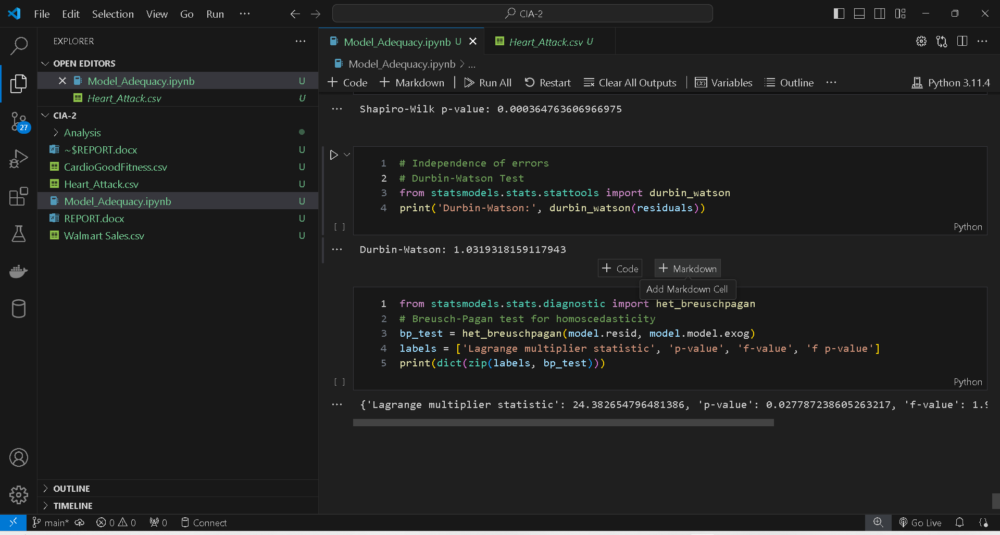 File Edit Selection View Go Run ··· CIA-2
EXPLORER ···
OPEN EDITORS
Model_Adequacy.ipynb U
Heart_Attack.csv U
CIA-2
Analysis
~$REPORT.docx U
CardioGoodFitness.csv U
Heart_Attack.csv U
Model_Adequacy.ipynb U
REPORT.docx U
Walmart Sales.csv U
OUTLINE
TIMELINE
27
Model_Adequacy.ipynb U Heart_Attack.csv U
Model_Adequacy.ipynb > ...
+ Code + Markdown | Run All Restart Clear All Outputs | Variables Outline ··· Python 3.11.4
··· Shapiro-Wilk p-value: 0.000364763606966975
1 # Independence of errors
2 # Durbin-Watson Test
3 from statsmodels.stats.stattools import durbin_watson
4 print('Durbin-Watson:', durbin_watson(residuals))
[ ] Python
··· Durbin-Watson: 1.0319318159117943
+ Code + Markdown
Add Markdown Cell
1 from statsmodels.stats.diagnostic import het_breuschpagan
2 # Breusch-Pagan test for homoscedasticity
3 bp_test = het_breuschpagan(model.resid, model.model.exog)
4 labels = ['Lagrange multiplier statistic', 'p-value', 'f-value', 'f p-value']
5 print(dict(zip(labels, bp_test)))
[ ] Python
··· {'Lagrange multiplier statistic': 24.382654796481386, 'p-value': 0.027787238605263217, 'f-value': 1.9
main* 0 0 0 Connect Go Live